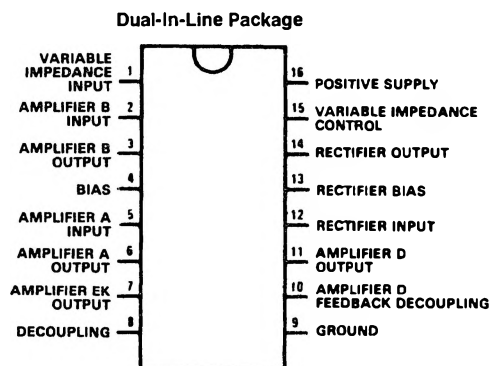 Dual-In-Line Package
VARIABLE
IMPEDANCE
INPUT
1
AMPLIFIER B
INPUT
2
AMPLIFIER B
OUTPUT
3
BIAS
4
AMPLIFIER A
INPUT
5
AMPLIFIER A
OUTPUT
6
AMPLIFIER EK
OUTPUT
7
DECOUPLING
8
16
POSITIVE SUPPLY
15
VARIABLE IMPEDANCE
CONTROL
14
RECTIFIER OUTPUT
13
RECTIFIER BIAS
12
RECTIFIER INPUT
11
AMPLIFIER D
OUTPUT
10
AMPLIFIER D
FEEDBACK DECOUPLING
9
GROUND